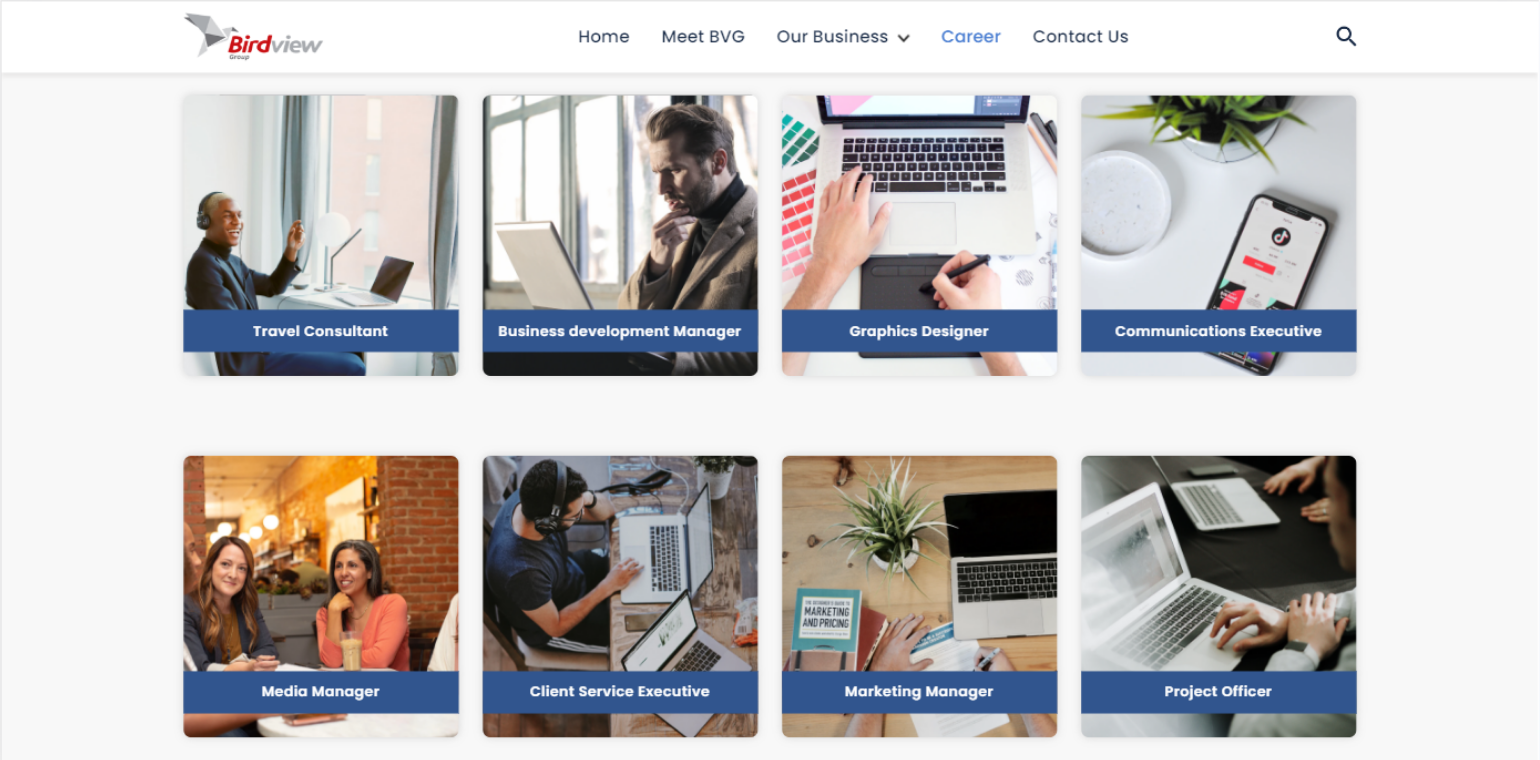 Birdview
Group
Home Meet BVG Our Business Career Contact Us
Travel Consultant
Business development Manager
Graphics Designer
Communications Executive
THE DESIGNER'S GUIDE TO
MARKETING
AND PRICING
Media Manager
Client Service Executive
Marketing Manager
Project Officer